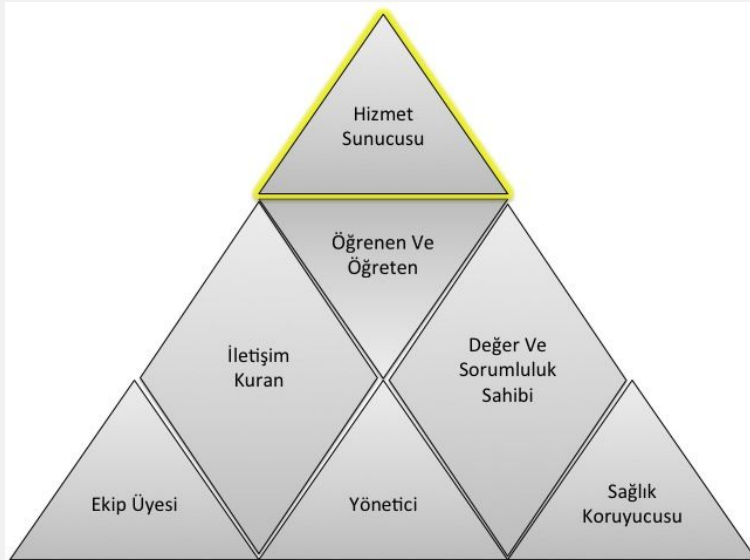 Hizmet
Sunucusu
Öğrenen Ve
Öğreten
İletişim
Kuran
Değer Ve
Sorumluluk
Sahibi
Ekip Üyesi
Yönetici
Sağlık
Koruyucusu